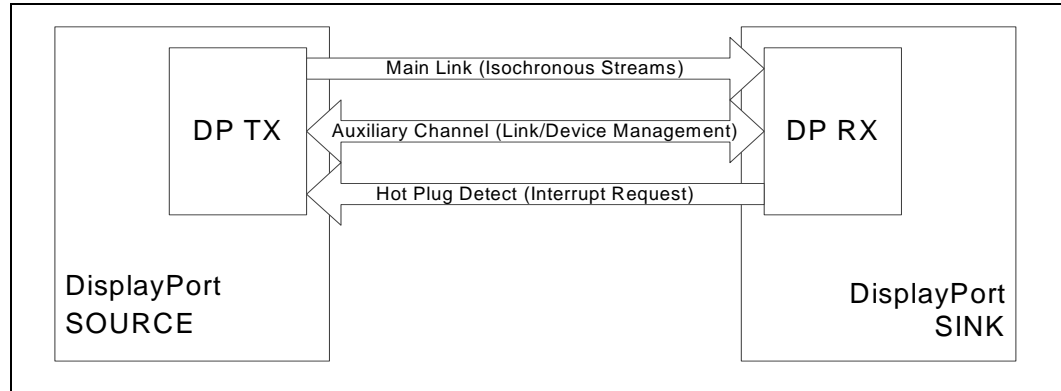 Main Link (Isochronous Streams)
DP TX
Auxiliary Channel (Link/Device Management)
DP RX
Hot Plug Detect (Interrupt Request)
DisplayPort
SOURCE
DisplayPort
SINK